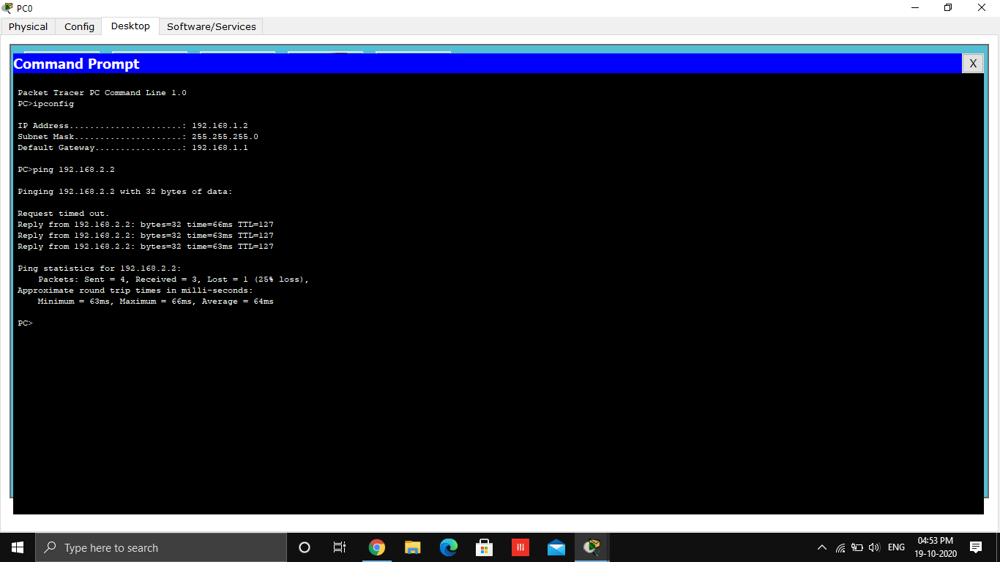 PC0
Physical Config Desktop Software/Services
Command Prompt X
Packet Tracer PC Command Line 1.0
PC>ipconfig
IP Address......................: 192.168.1.2
Subnet Mask.....................: 255.255.255.0
Default Gateway.................: 192.168.1.1
PC>ping 192.168.2.2
Pinging 192.168.2.2 with 32 bytes of data:
Request timed out.
Reply from 192.168.2.2: bytes=32 time=66ms TTL=127
Reply from 192.168.2.2: bytes=32 time=63ms TTL=127
Reply from 192.168.2.2: bytes=32 time=63ms TTL=127
Ping statistics for 192.168.2.2:
Packets: Sent = 4, Received = 3, Lost = 1 (25% loss),
Approximate round trip times in milli-seconds:
Minimum = 63ms, Maximum = 66ms, Average = 64ms
PC>
Type here to search
ENG
04:53 PM
19-10-2020